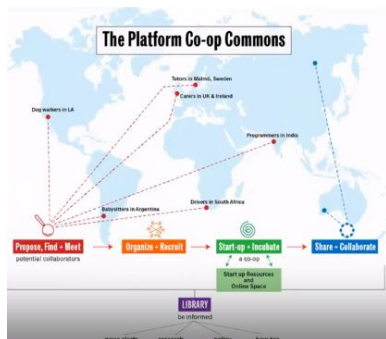 The Platform Co-op Commons
Tutors in Malmö, Sweden
Carers in UK & Ireland
Dog walkers in LA
Programmers in India
Babysitters in Argentina
Drivers in South Africa
Propose, Find + Meet
potential collaborators
Organize + Recruit
Start-up + Incubate
a co-op
Share + Collaborate
Start up Resources
and
Online Space
LIBRARY
be informed